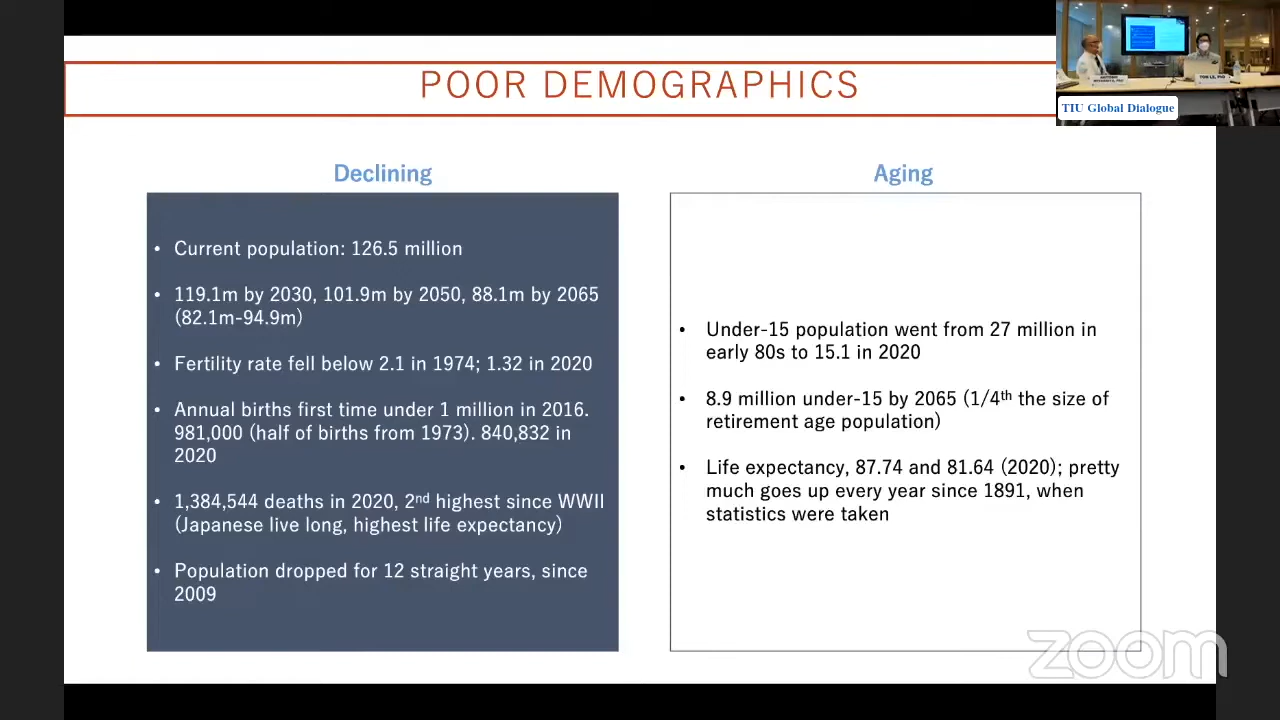 POOR DEMOGRAPHICS
TIU Global Dialogue
Declining
• Current population: 126.5 million
• 119.1m by 2030, 101.9m by 2050, 88.1m by 2065
(82.1m-94.9m)
• Fertility rate fell below 2.1 in 1974; 1.32 in 2020
• Annual births first time under 1 million in 2016.
981,000 (half of births from 1973). 840,832 in
2020
• 1,384,544 deaths in 2020, 2nd highest since WWII
(Japanese live long, highest life expectancy)
• Population dropped for 12 straight years, since
2009
Aging
• Under-15 population went from 27 million in
early 80s to 15.1 in 2020
• 8.9 million under-15 by 2065 (1/4th the size of
retirement age population)
• Life expectancy, 87.74 and 81.64 (2020); pretty
much goes up every year since 1891, when
statistics were taken
zoom